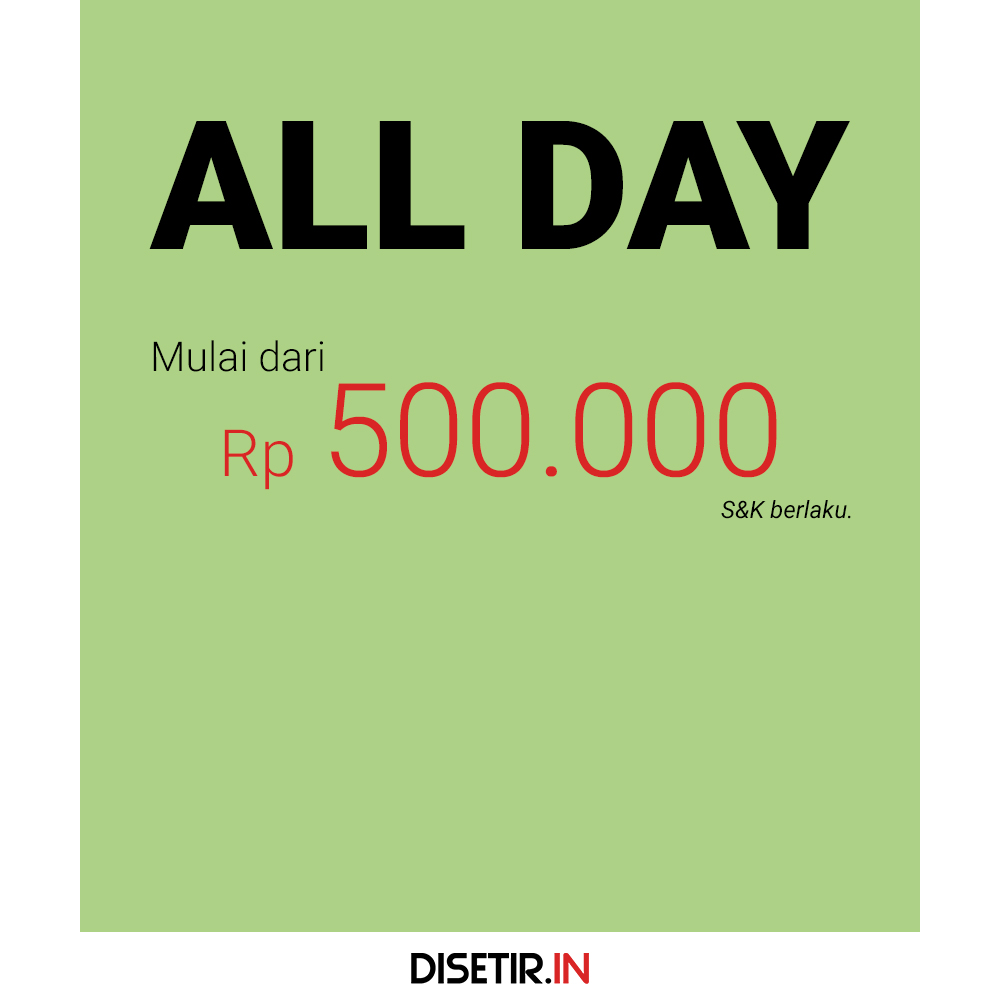 ALL DAY
Mulai dari
Rp 500.000
S&K berlaku.
DISETIR.IN